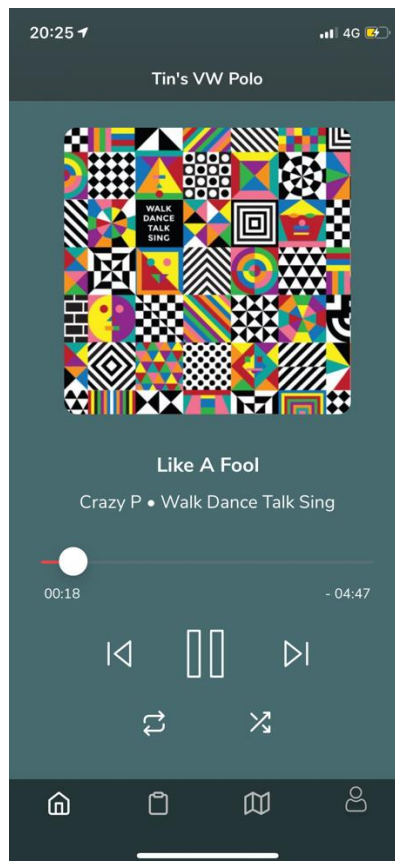 20:25
4G
Tin's VW Polo
WALK
DANCE
TALK
SING
Like A Fool
Crazy P • Walk Dance Talk Sing
00:18
- 04:47